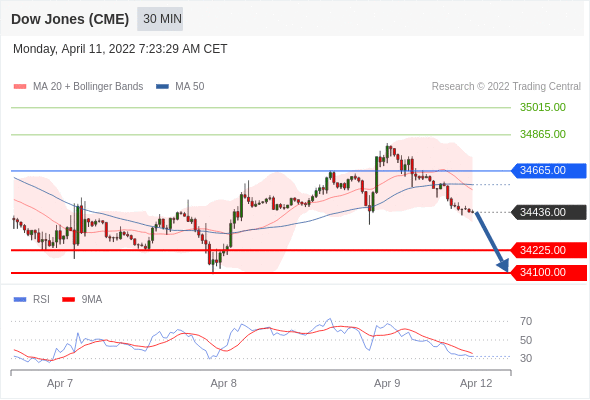 Dow Jones (CME) 30 MIN
Monday, April 11, 2022 7:23:29 AM CET
MA 20 + Bollinger Bands MA 50 Research © 2022 Trading Central
35015.00
34865.00
34665.00
34436.00
34225.00
34100.00
RSI 9MA
70
50
30
Apr 7 Apr 8 Apr 9 Apr 12